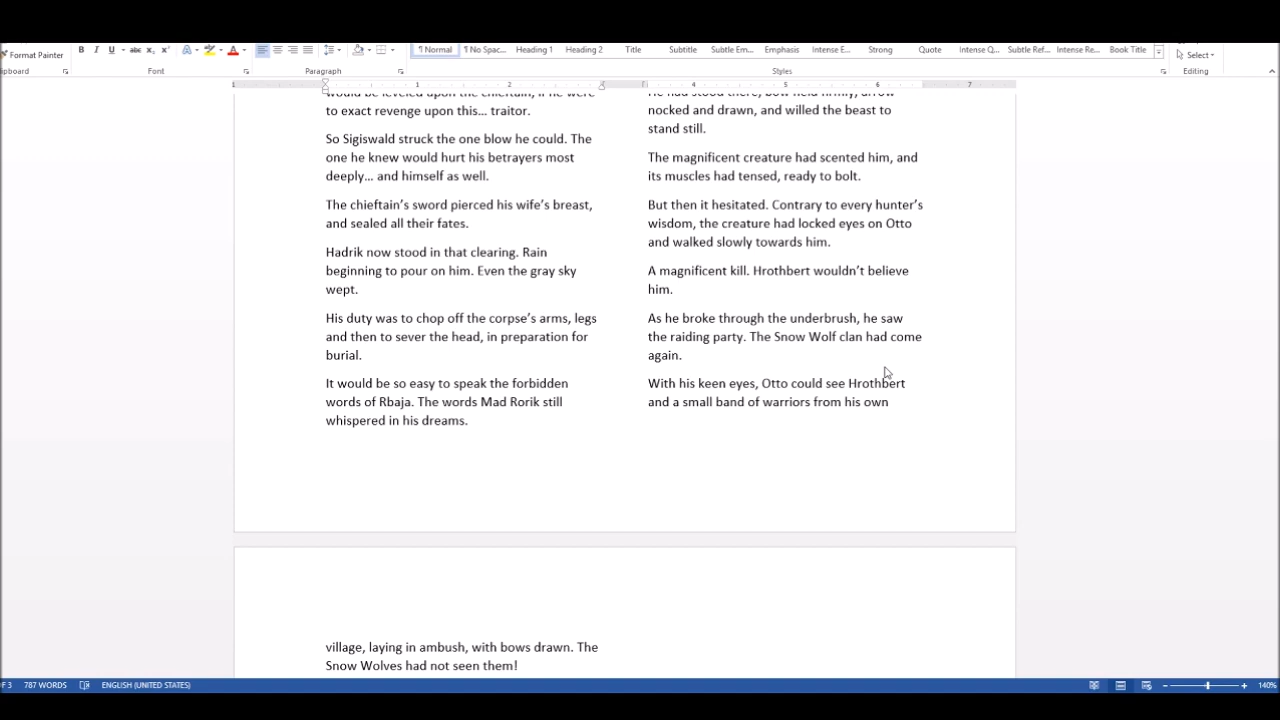 Format Painter
B I U abc x₂ x² A A
¶ Normal ¶ No Spac... Heading 1 Heading 2 Title Subtitle Subtle Em... Emphasis Intense E... Strong Quote Intense Q... Subtle Ref... Intense Re... Book Title
Select
ipboard Font Paragraph Styles Editing
1 1 2 4 5 6 7
would be leveled upon the chieftain, if he were
to exact revenge upon this… traitor.
So Sigiswald struck the one blow he could. The
one he knew would hurt his betrayers most
deeply… and himself as well.
The chieftain’s sword pierced his wife’s breast,
and sealed all their fates.
Hadrik now stood in that clearing. Rain
beginning to pour on him. Even the gray sky
wept.
His duty was to chop off the corpse’s arms, legs
and then to sever the head, in preparation for
burial.
It would be so easy to speak the forbidden
words of Rbaja. The words Mad Rorik still
whispered in his dreams.
He had stood there, bow held firmly, arrow
nocked and drawn, and willed the beast to
stand still.
The magnificent creature had scented him, and
its muscles had tensed, ready to bolt.
But then it hesitated. Contrary to every hunter’s
wisdom, the creature had locked eyes on Otto
and walked slowly towards him.
A magnificent kill. Hrothbert wouldn’t believe
him.
As he broke through the underbrush, he saw
the raiding party. The Snow Wolf clan had come
again.
With his keen eyes, Otto could see Hrothbert
and a small band of warriors from his own
village, laying in ambush, with bows drawn. The
Snow Wolves had not seen them!
OF 3 787 WORDS ENGLISH (UNITED STATES) 140%